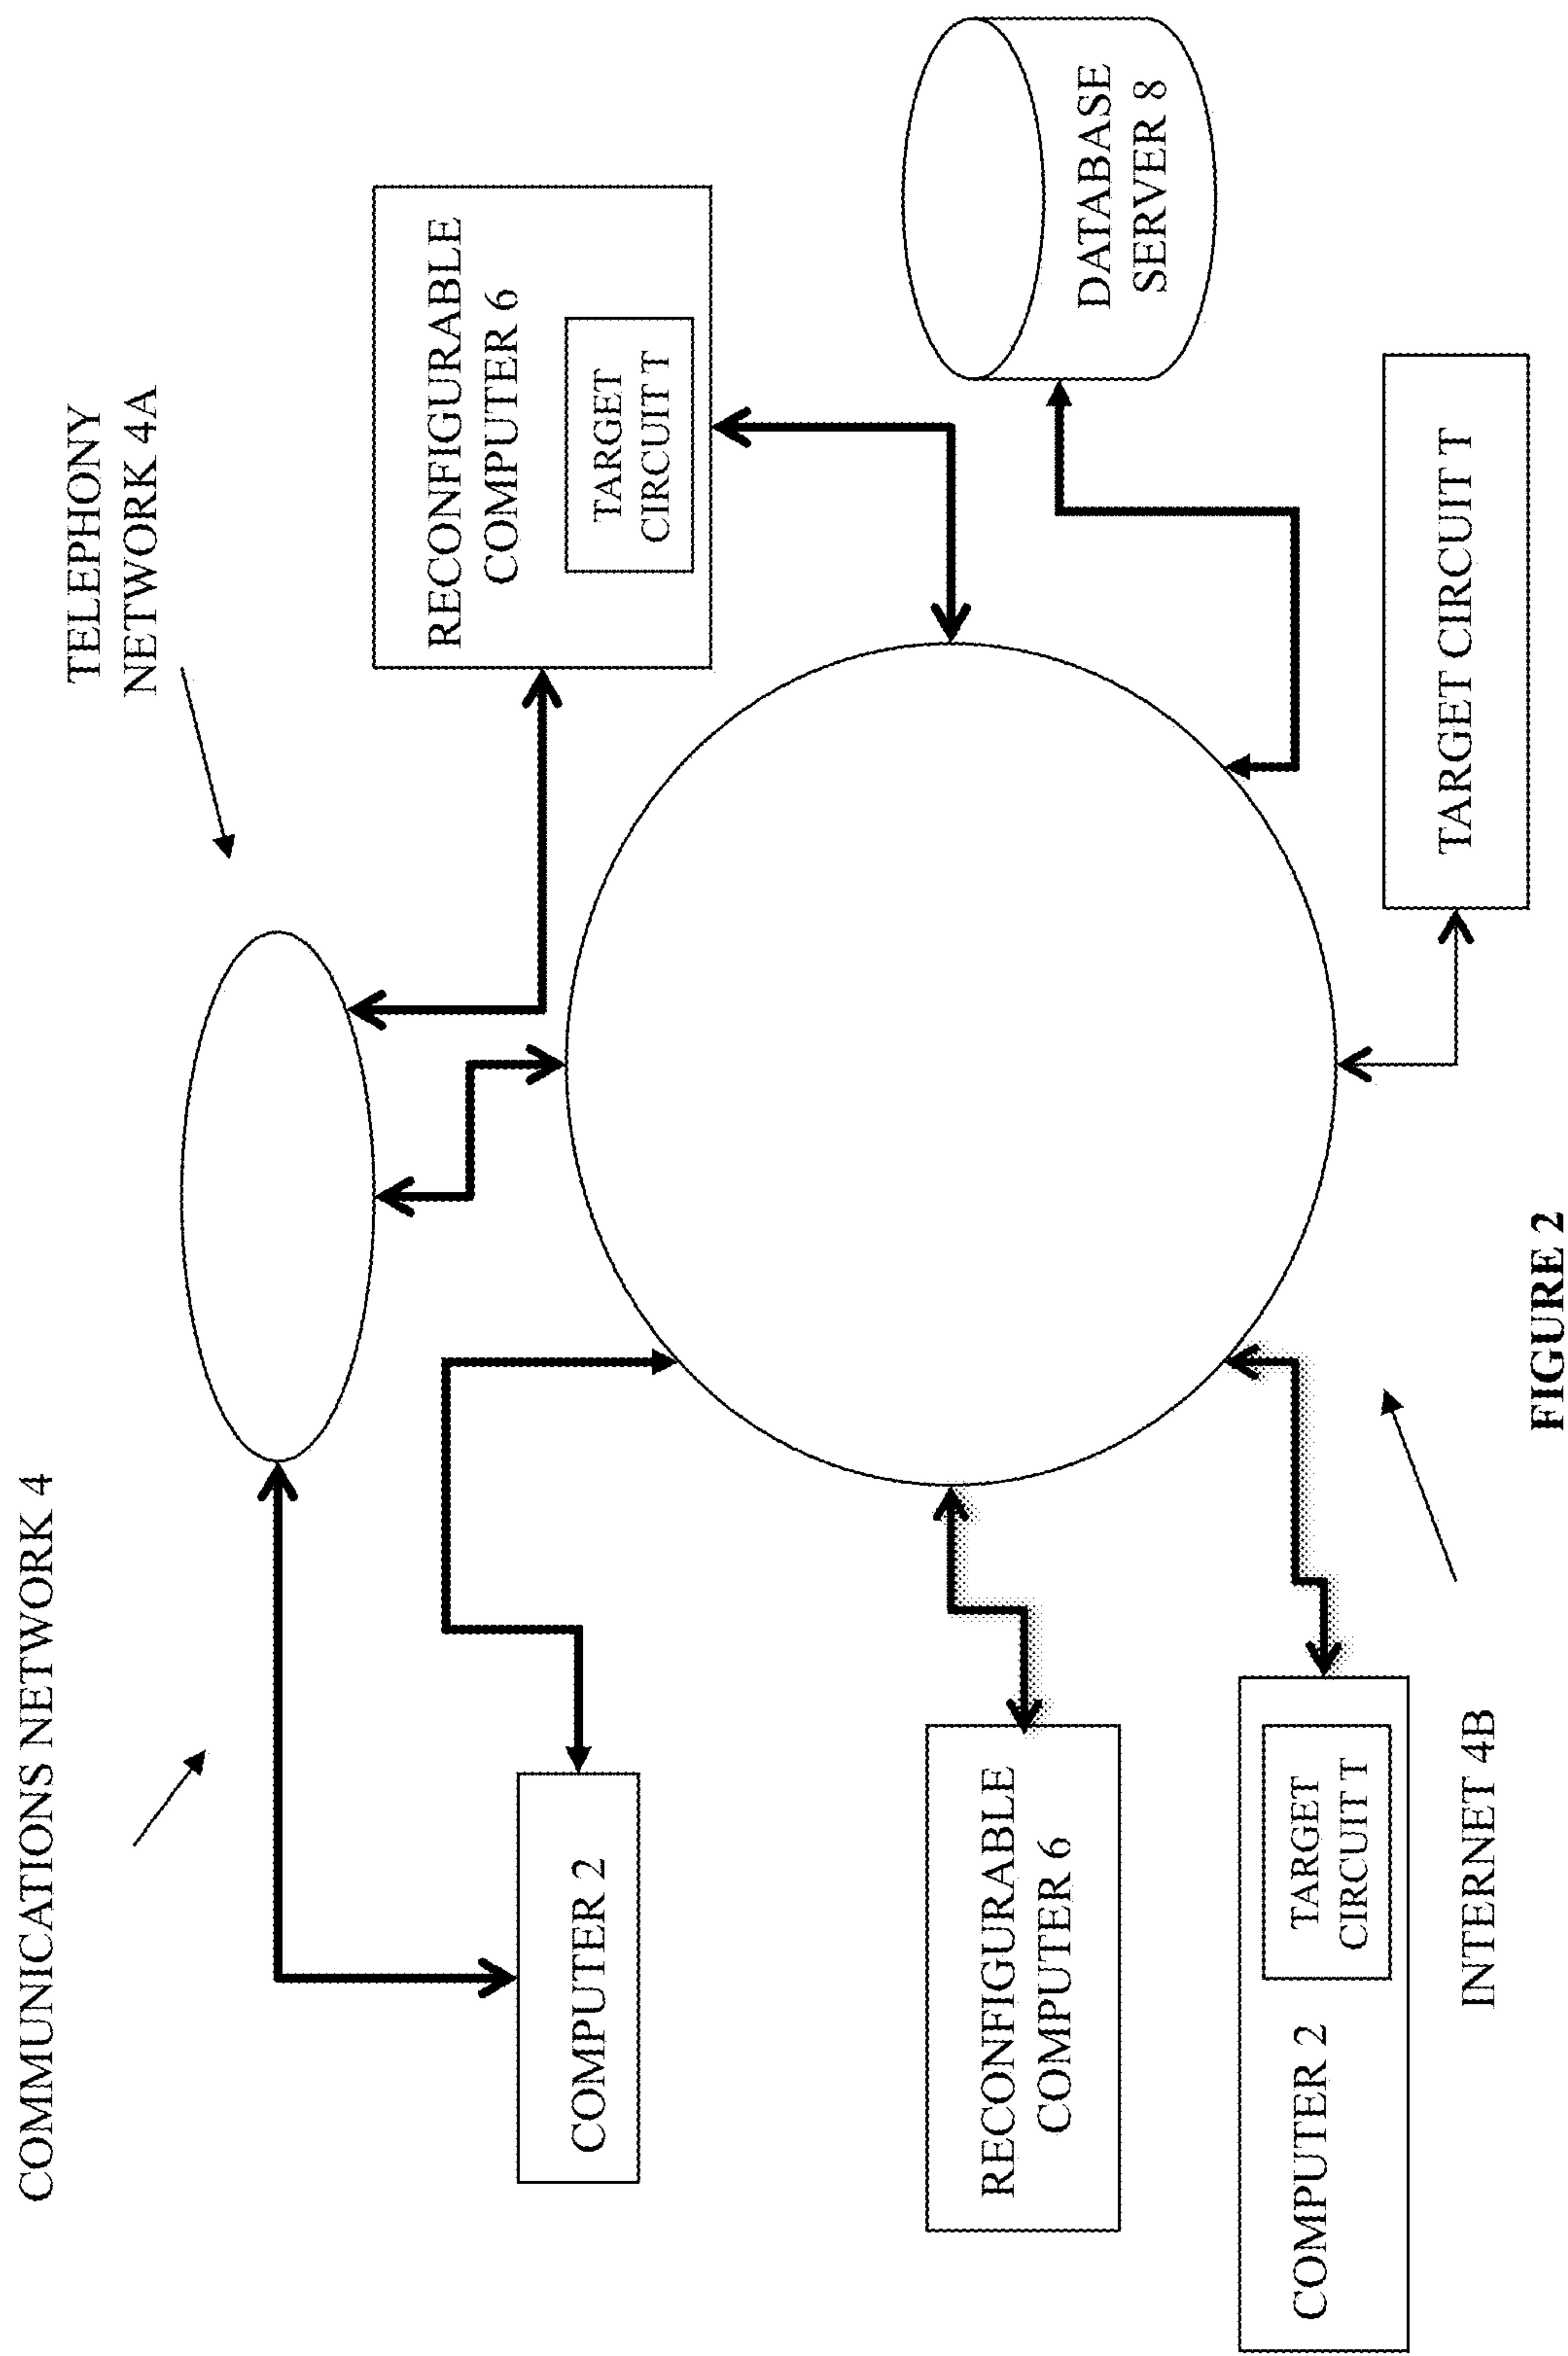 COMMUNICATIONS NETWORK 4
TELEPHONY
NETWORK 4A
RECONFIGURABLE
COMPUTER 6
TARGET
CIRCUIT T
COMPUTER 2
DATABASE
SERVER 8
RECONFIGURABLE
COMPUTER 6
COMPUTER 2
TARGET
CIRCUIT T
TARGET CIRCUIT T
INTERNET 4B
FIGURE 2